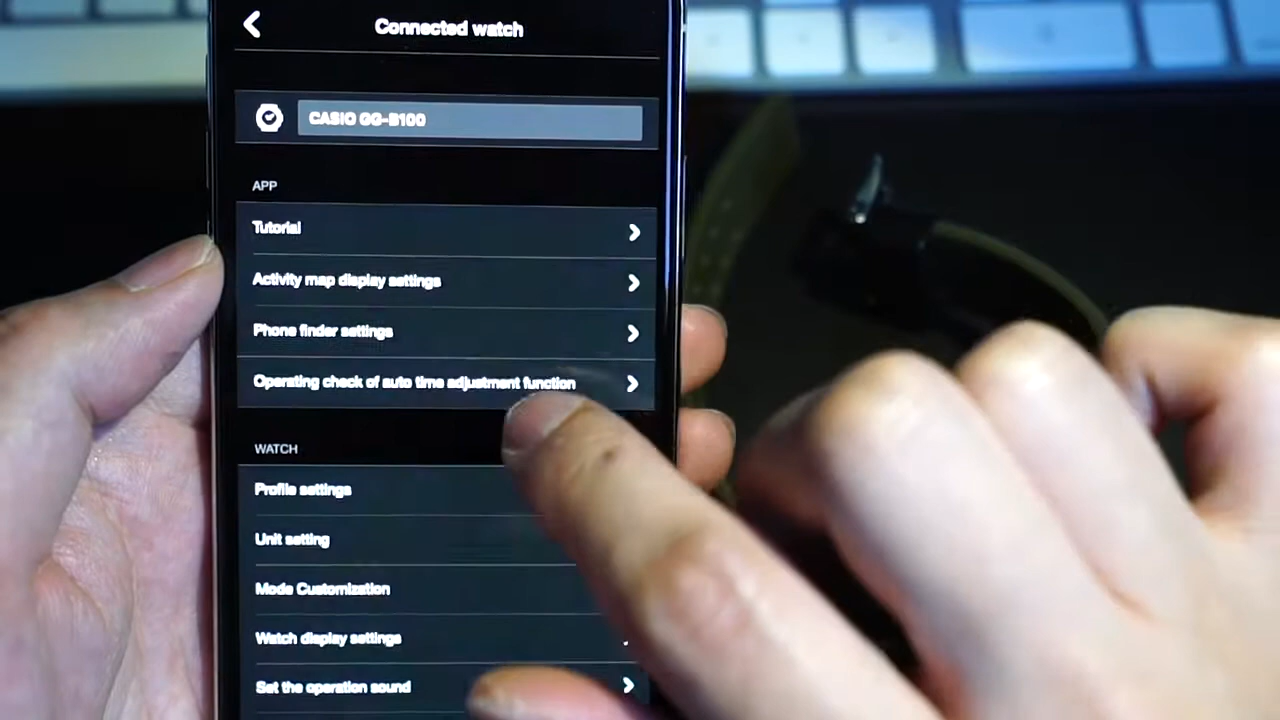 Connected watch
CASIO GG-B100
APP
Tutorial
Activity map display settings
Phone finder settings
Operating check of auto time adjustment function
WATCH
Profile settings
Unit setting
Mode Customization
Watch display settings
Set the operation sound